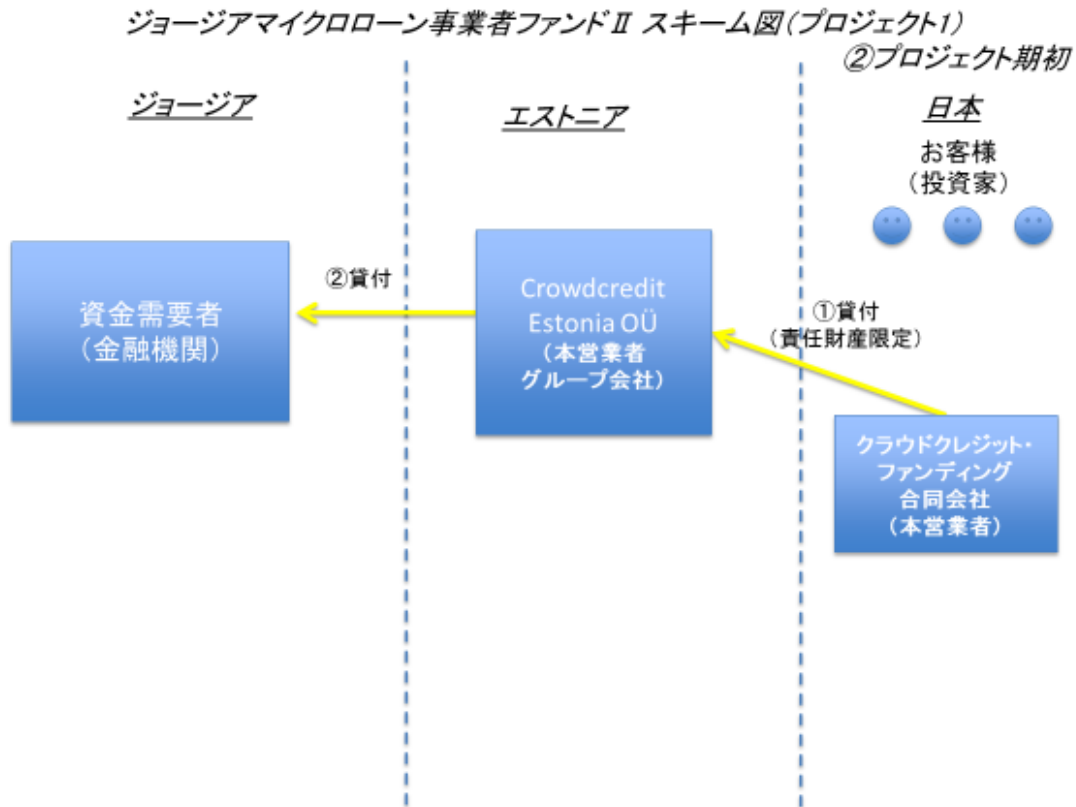 ジョージアマイクロローン事業者ファンドⅡ スキーム図(プロジェクト1)
②プロジェクト期初
ジョージア
エストニア
日本
お客様
(投資家)
資金需要者
(金融機関)
②貸付
Crowdcredit
Estonia OÜ
(本営業者
グループ会社)
①貸付
(責任財産限定)
クラウドクレジット・
ファンディング
合同会社
(本営業者)